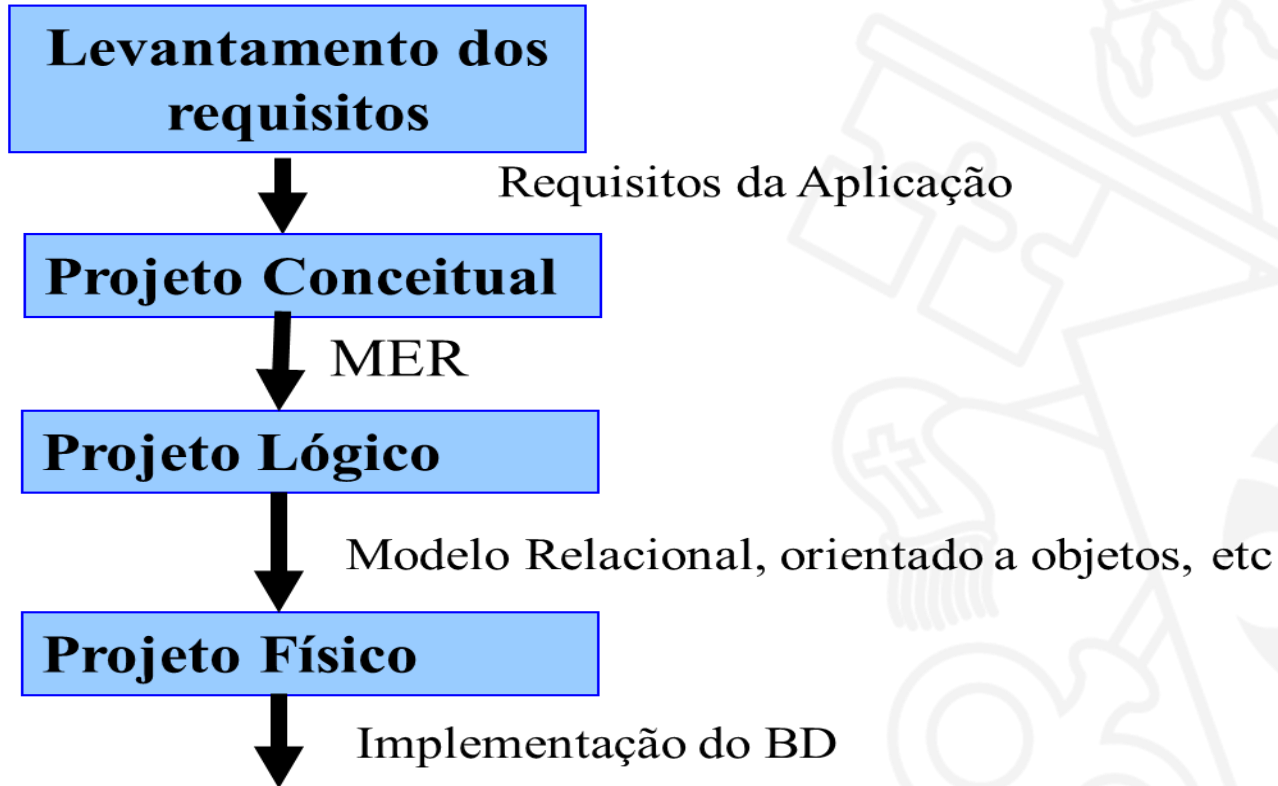 Levantamento dos
requisitos
Requisitos da Aplicação
Projeto Conceitual
MER
Projeto Lógico
Modelo Relacional, orientado a objetos, etc
Projeto Físico
Implementação do BD